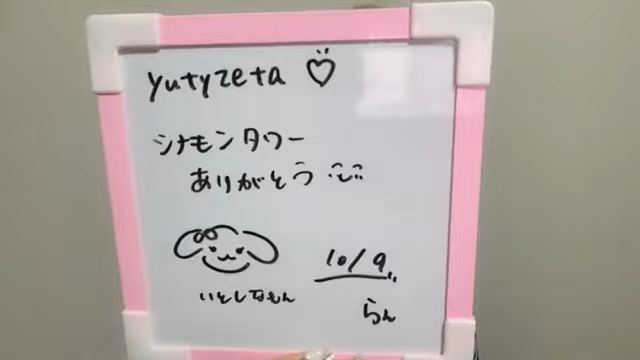 yutyzeta ♡
シナモンタワー
ありがとう
いとしなもん
10/9
らん